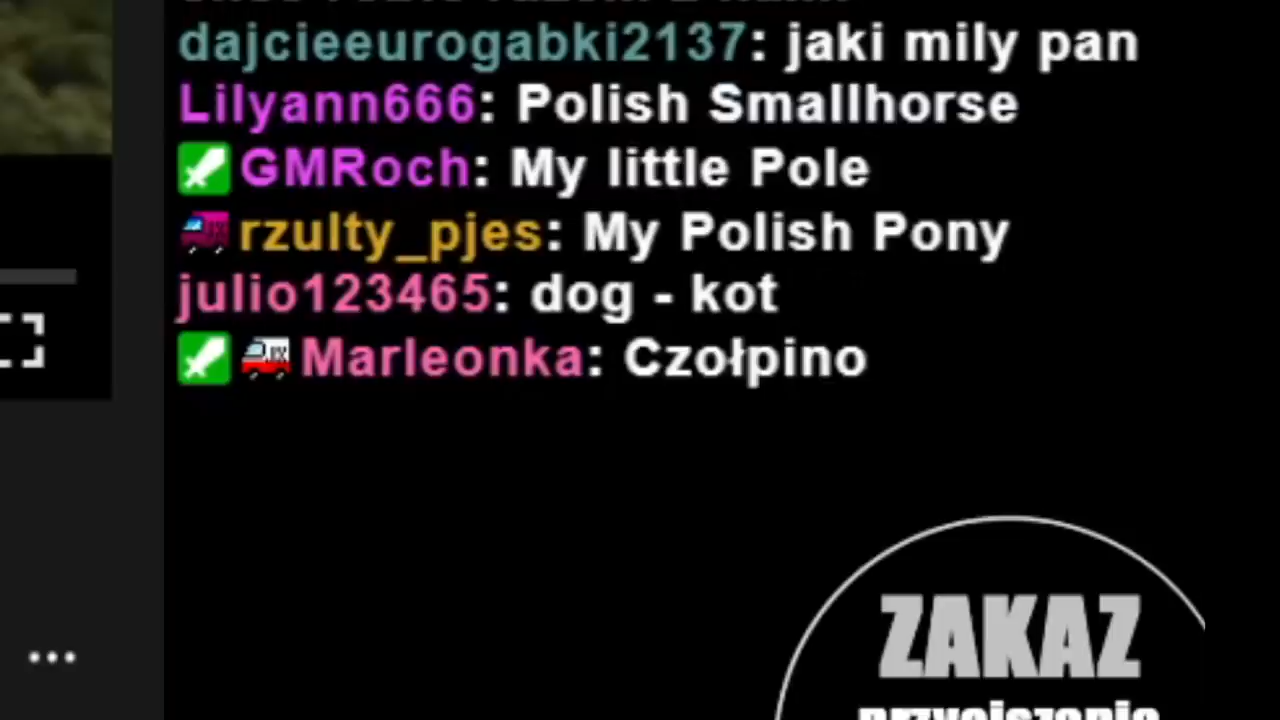 dajcieeurogabki2137: jaki mily pan
Lilyann666: Polish Smallhorse
GMRoch: My little Pole
rzulty_pjes: My Polish Pony
julio123465: dog - kot
Marleonka: Czołpino
ZAKAZ